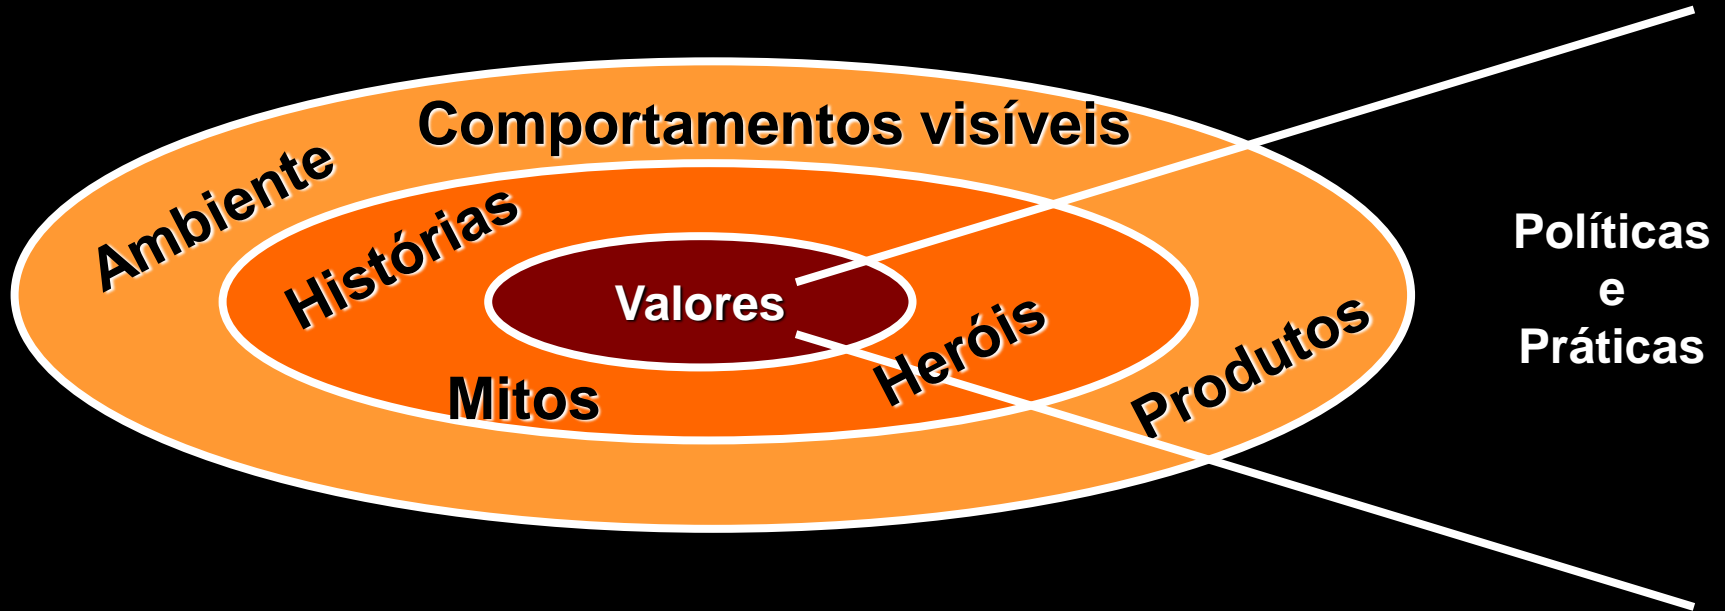 Comportamentos visíveis
Ambiente
Histórias
Valores
Heróis
Mitos
Produtos
Políticas
e
Práticas